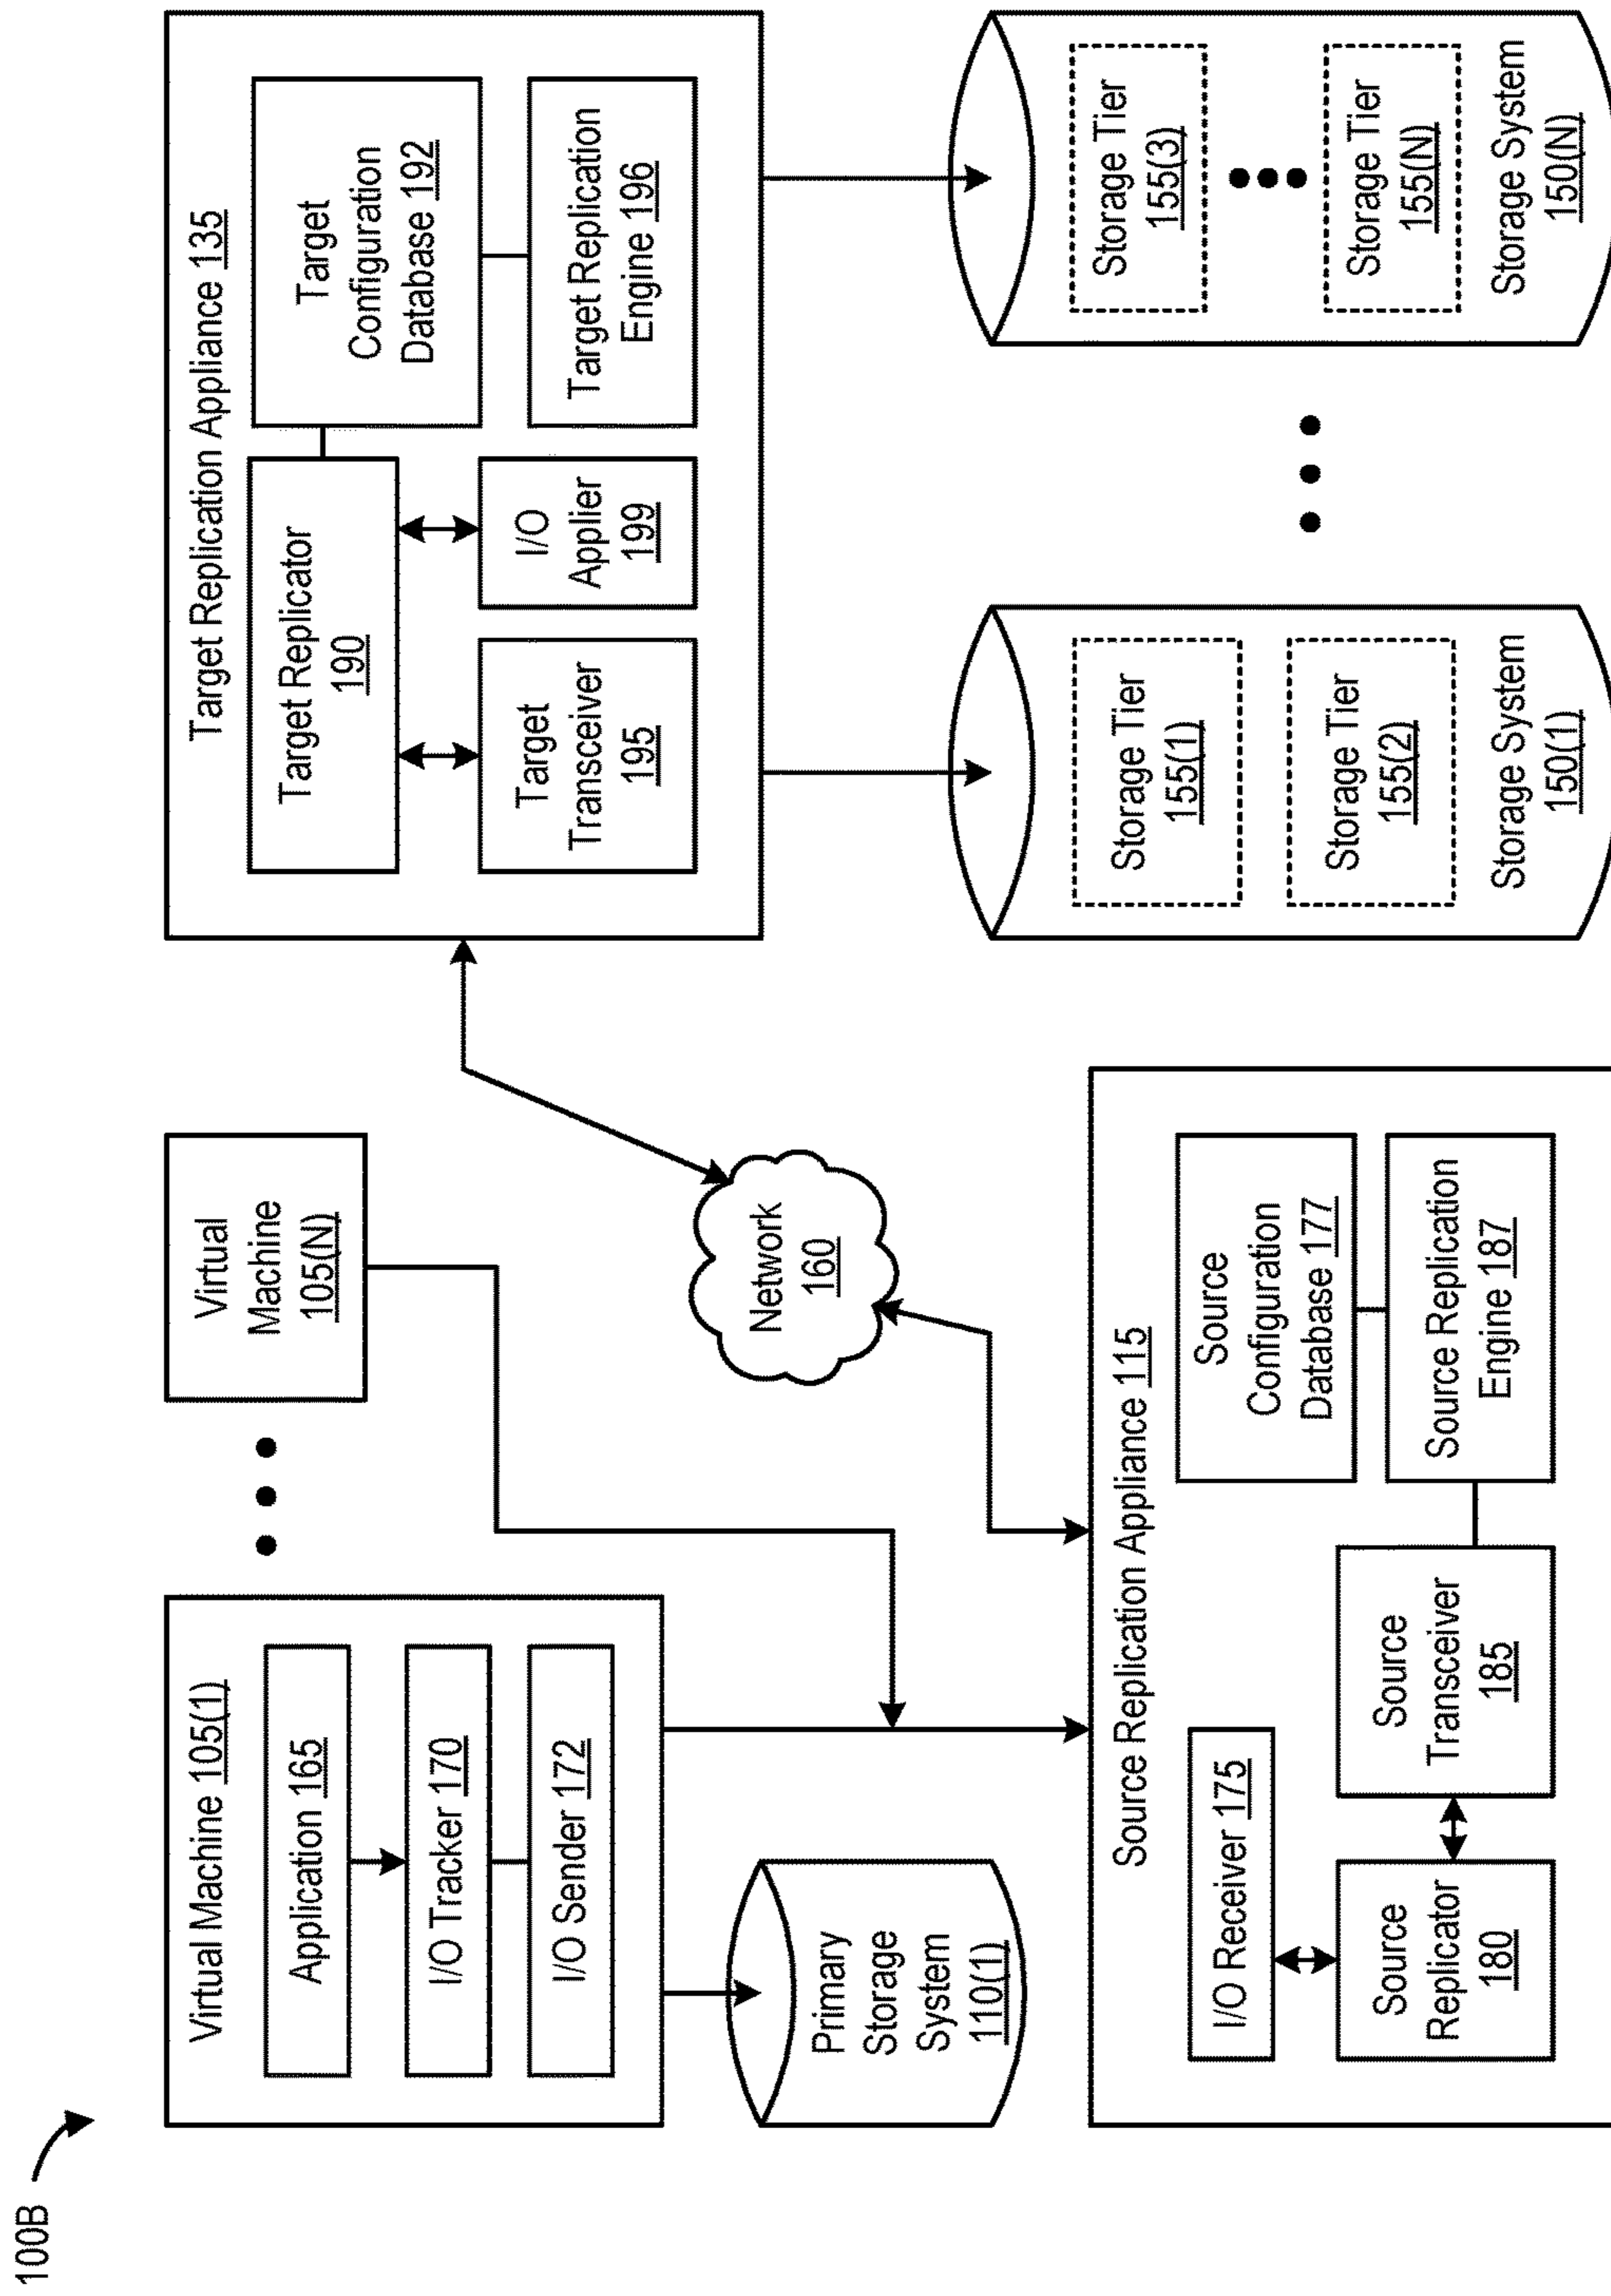 100B
Virtual Machine 105(1)
Application 165
I/O Tracker 170
I/O Sender 172
Primary
Storage
System
110(1)
Virtual
Machine
105(N)
Network
160
Source Replication Appliance 115
I/O Receiver 175
Source
Replicator
180
Source
Transceiver
185
Source
Configuration
Database 177
Source Replication
Engine 187
Target Replication Appliance 135
Target Replicator
190
Target
Transceiver
195
I/O
Applier
199
Target
Configuration
Database 192
Target Replication
Engine 196
Storage Tier
155(1)
Storage Tier
155(2)
Storage System
150(1)
Storage Tier
155(3)
Storage Tier
155(N)
Storage System
150(N)